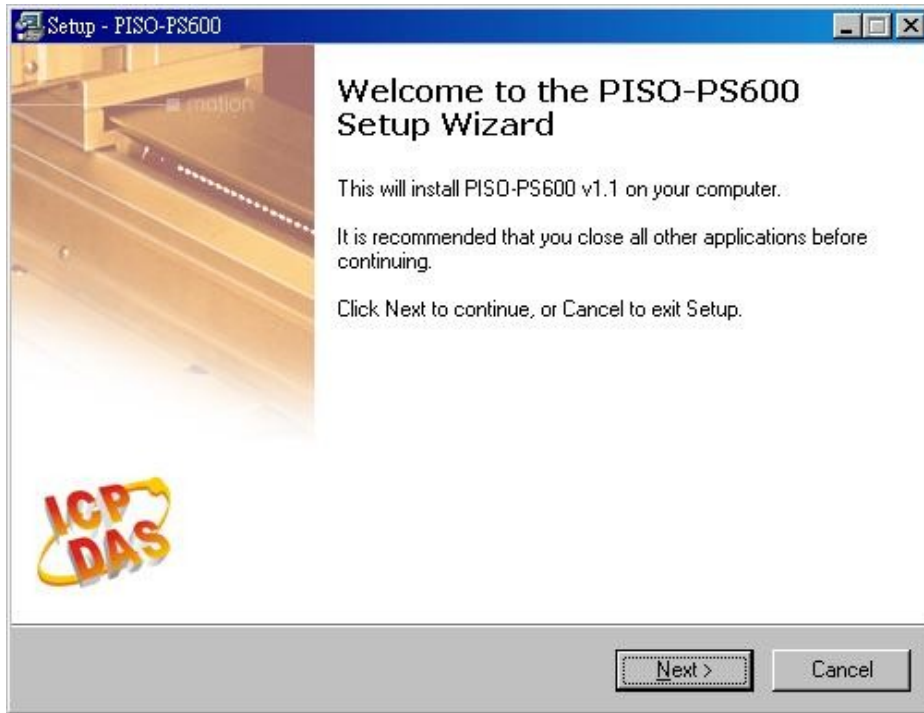 Setup - PISO-PS600
motion
Welcome to the PISO-PS600
Setup Wizard
This will install PISO-PS600 v1.1 on your computer.
It is recommended that you close all other applications before
continuing.
Click Next to continue, or Cancel to exit Setup.
ICP
DAS
Next >
Cancel